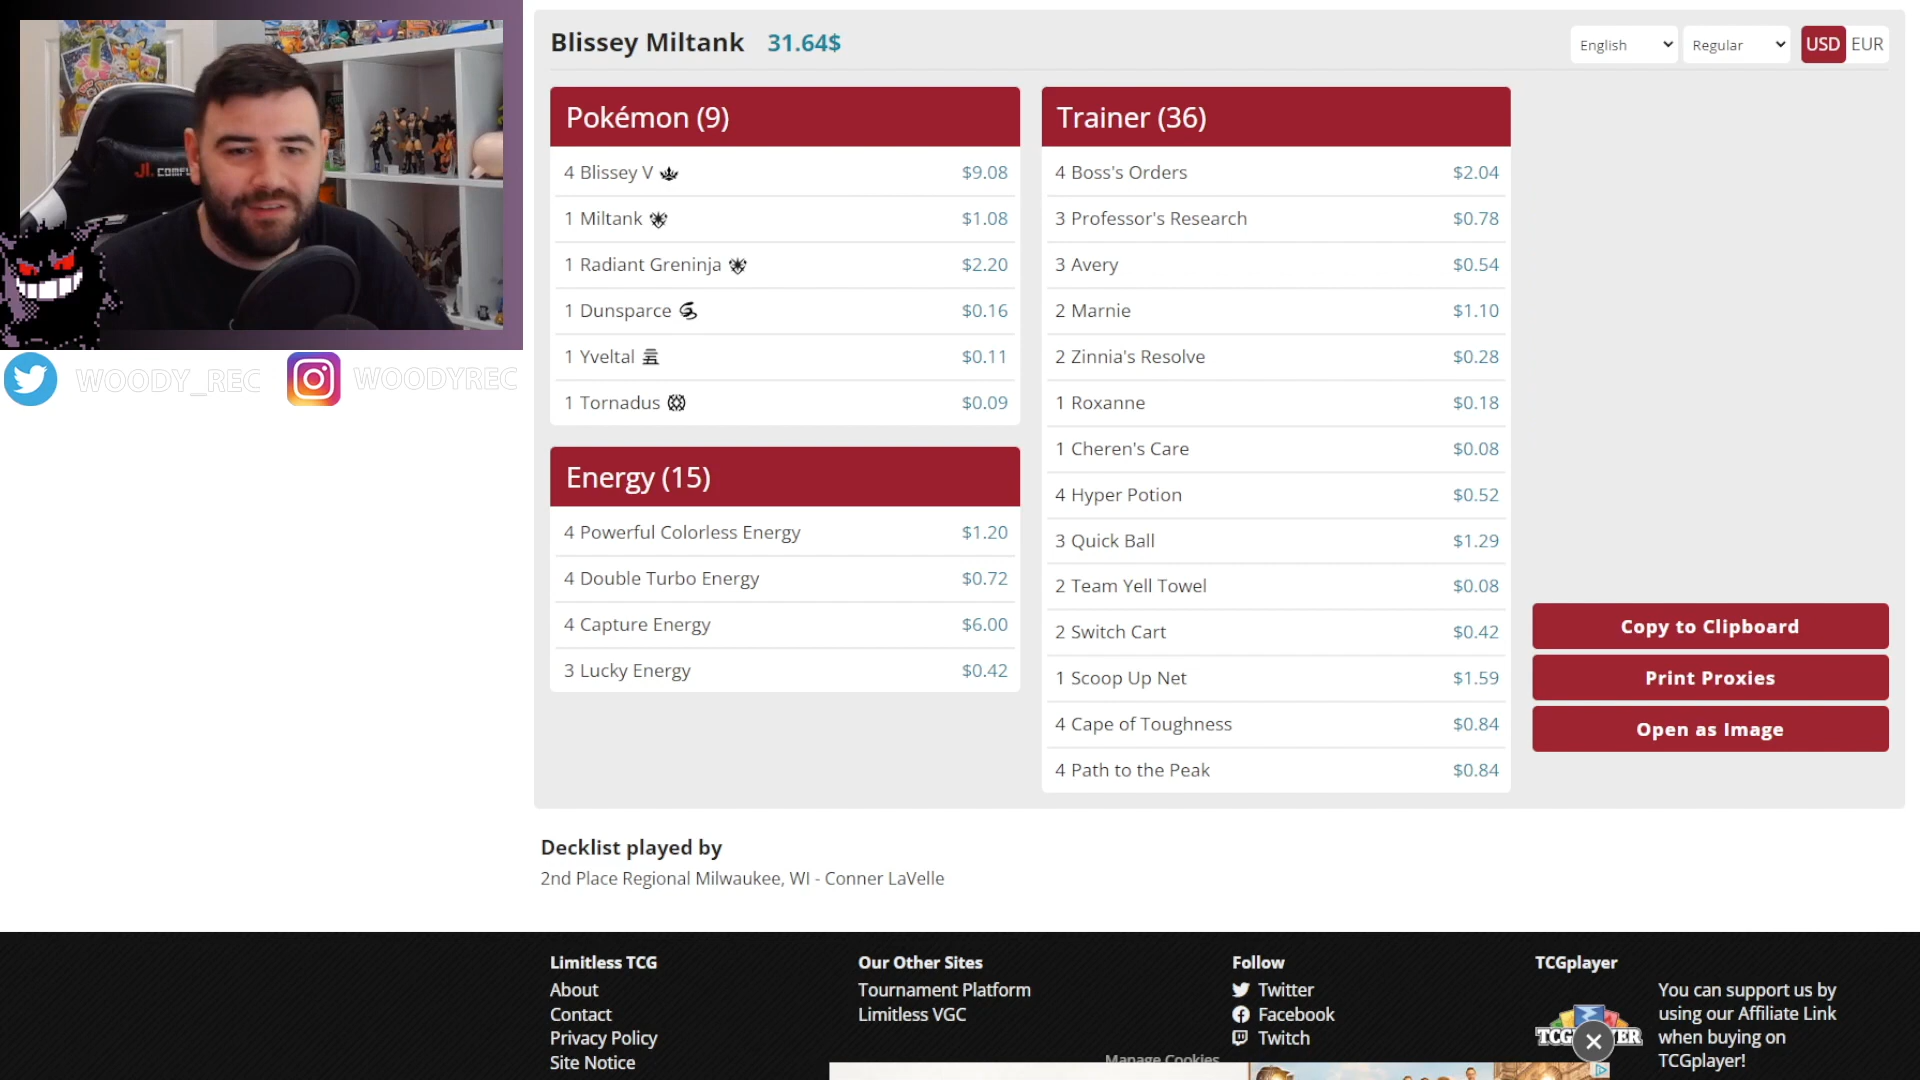 Blissey Miltank 31.64$
English
Regular
USD EUR
Pokémon (9)
4 Blissey V $9.08
1 Miltank $1.08
1 Radiant Greninja $2.20
1 Dunsparce $0.16
1 Yveltal $0.11
1 Tornadus $0.09
Energy (15)
4 Powerful Colorless Energy $1.20
4 Double Turbo Energy $0.72
4 Capture Energy $6.00
3 Lucky Energy $0.42
Trainer (36)
4 Boss's Orders $2.04
3 Professor's Research $0.78
3 Avery $0.54
2 Marnie $1.10
2 Zinnia's Resolve $0.28
1 Roxanne $0.18
1 Cheren's Care $0.08
4 Hyper Potion $0.52
3 Quick Ball $1.29
2 Team Yell Towel $0.08
2 Switch Cart $0.42
1 Scoop Up Net $1.59
4 Cape of Toughness $0.84
4 Path to the Peak $0.84
Copy to Clipboard
Print Proxies
Open as Image
WOODY_REC
WOODYREC
Decklist played by
2nd Place Regional Milwaukee, WI - Conner LaVelle
Limitless TCG
About
Contact
Privacy Policy
Site Notice
Our Other Sites
Tournament Platform
Limitless VGC
Follow
Twitter
Facebook
Twitch
TCGplayer
You can support us by
using our Affiliate Link
when buying on
TCGplayer!
Manage Cookies